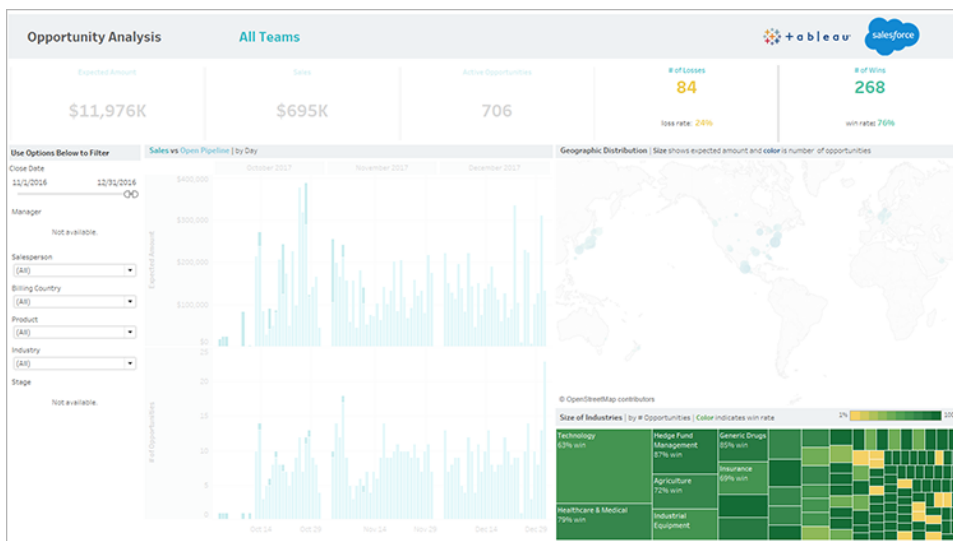 Opportunity Analysis
All Teams
+ a b l e a u
salesforce
Expected Amount
$11,976K
Sales
$695K
Active Opportunities
706
# of Losses
84
loss rate: 24%
# of Wins
268
win rate: 76%
Use Options Below to Filter
Close Date
11/1/2016 12/31/2016
Manager
Not available.
Salesperson
(All)
Billing Country
(All)
Product
(All)
Industry
(All)
Stage
Not available.
Sales vs Open Pipeline | by Day
October 2017 November 2017 December 2017
Expected Amount
$400,000
$300,000
$200,000
$100,000
$0
# of Opportunities
25
20
15
10
5
0
Oct 14 Oct 29 Nov 14 Nov 29 Dec 14 Dec 29
Geographic Distribution | Size shows expected amount and color is number of opportunities
© OpenStreetMap contributors
Size of Industries | by # Opportunities | Color indicates win rate
1%
Technology
63% win
Healthcare & Medical
79% win
Hedge Fund
Management
87% win
Agriculture
72% win
Industrial
Equipment
Generic Drugs
85% win
Insurance
69% win